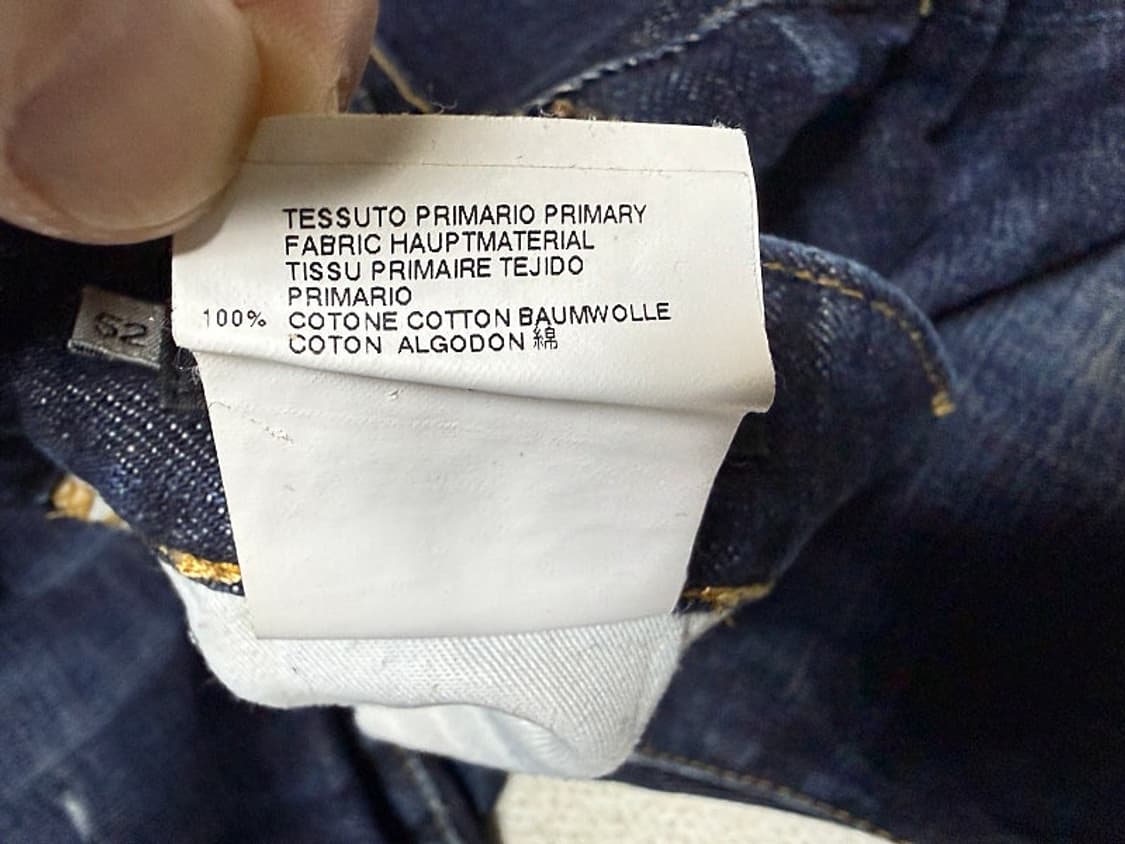 TESSUTO PRIMARIO PRIMARY
FABRIC HAUPTMATERIAL
TISSU PRIMAIRE TEJIDO
PRIMARIO
100% COTONE COTTON BAUMWOLLE
COTON ALGODON 綿
52